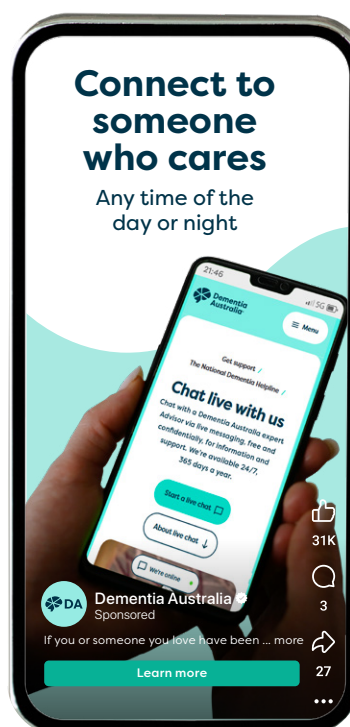 Connect to
someone
who cares
Any time of the
day or night
21:46
5G
Dementia
Australia
Menu
Get support /
The National Dementia Helpline /
Chat live with us
Chat with a Dementia Australia expert
Advisor via live messaging, free and
confidentially, for information and
support. We're available 24/7,
365 days a year.
Start a live chat
About live chat
We're online
31K
3
DA
Dementia Australia
Sponsored
If you or someone you love have been ... more
27
Learn more